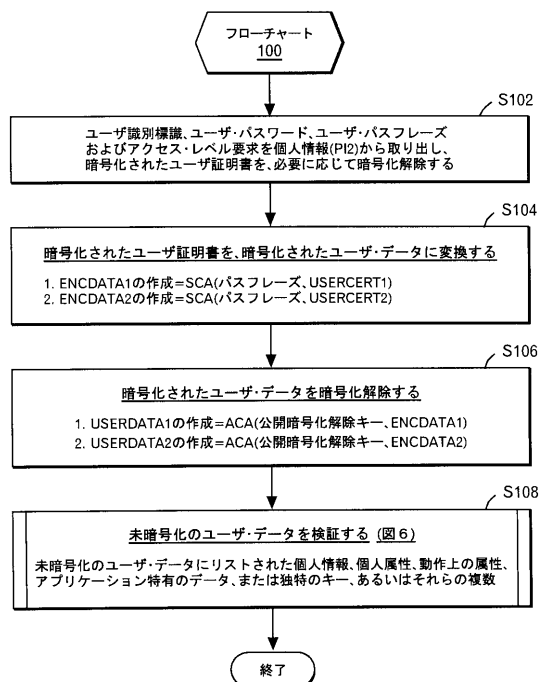 フローチャート
100
S102
ユーザ識別標識、ユーザ・パスワード、ユーザ・パスフレーズ
およびアクセス・レベル要求を個人情報(PI2)から取り出し、
暗号化されたユーザ証明書を、必要に応じて暗号化解除する
S104
暗号化されたユーザ証明書を、暗号化されたユーザ・データに変換する
1. ENCDATA1の作成=SCA(パスフレーズ、USERCERT1)
2. ENCDATA2の作成=SCA(パスフレーズ、USERCERT2)
S106
暗号化されたユーザ・データを暗号化解除する
1. USERDATA1の作成=ACA(公開暗号化解除キー、ENCDATA1)
2. USERDATA2の作成=ACA(公開暗号化解除キー、ENCDATA2)
S108
未暗号化のユーザ・データを検証する (図6)
未暗号化のユーザ・データにリストされた個人情報、個人属性、動作上の属性、
アプリケーション特有のデータ、または独特のキー、あるいはそれらの複数
終了